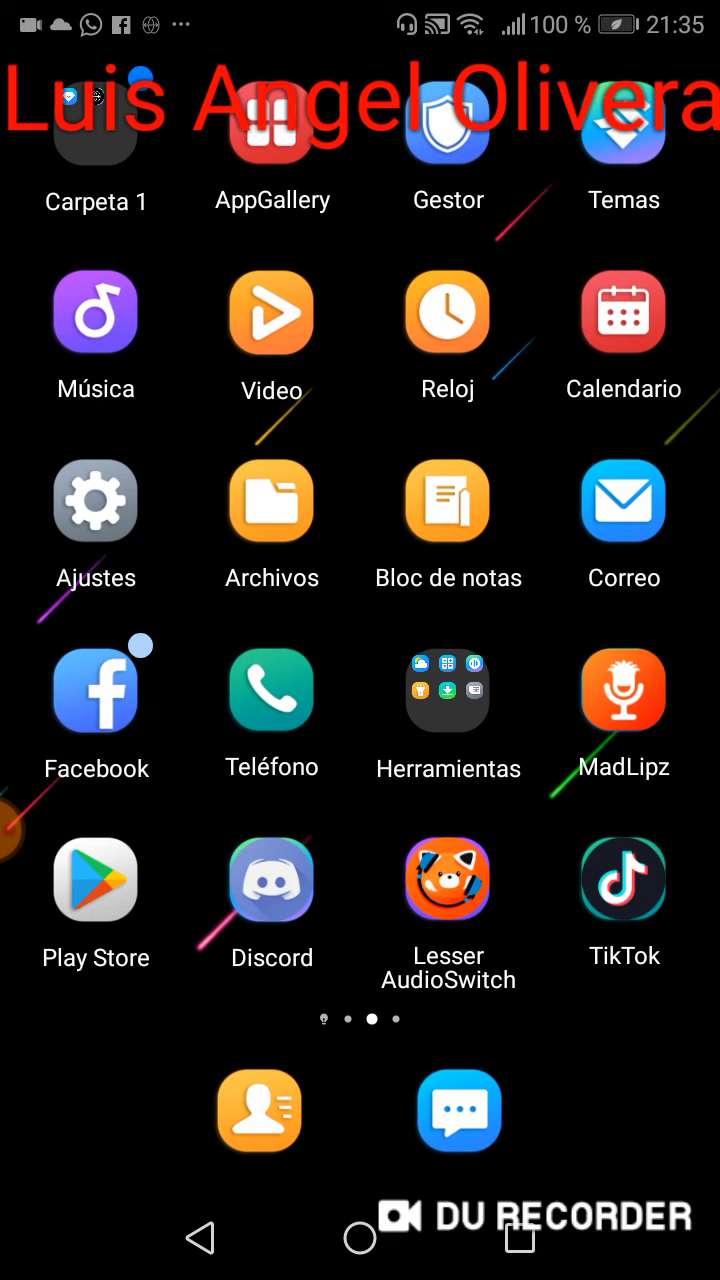 100 % 21:35
Luis Angel Olivera
Carpeta 1 AppGallery Gestor Temas
Música Video Reloj Calendario
Ajustes Archivos Bloc de notas Correo
Facebook Teléfono Herramientas MadLipz
Play Store Discord Lesser AudioSwitch TikTok
DU RECORDER